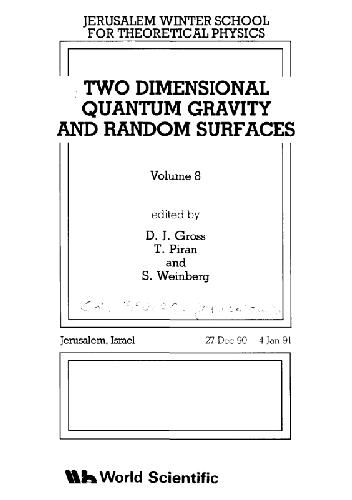 JERUSALEM WINTER SCHOOL
FOR THEORETICAL PHYSICS
TWO DIMENSIONAL
QUANTUM GRAVITY
AND RANDOM SURFACES
Volume 8
edited by
D. J. Gross
T. Piran
and
S. Weinberg
Jerusalem, Israel
27 Dec 90
4 Jan 91
World Scientific